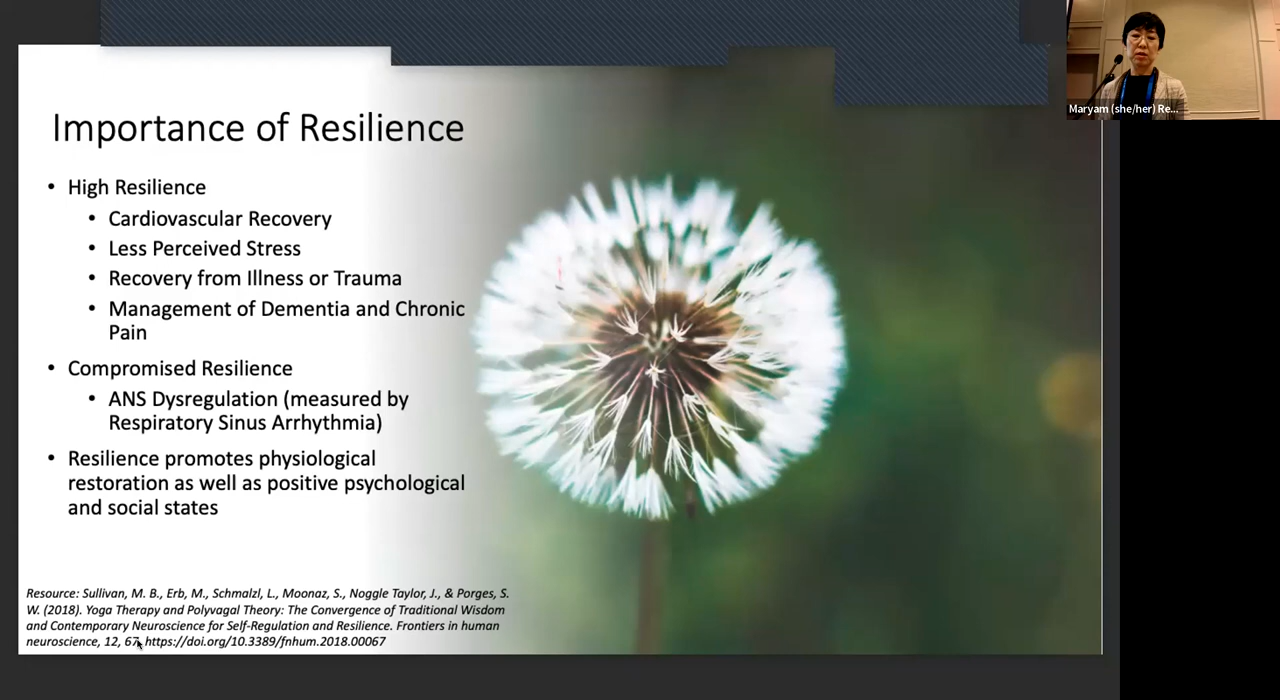 Importance of Resilience
• High Resilience
• Cardiovascular Recovery
• Less Perceived Stress
• Recovery from Illness or Trauma
• Management of Dementia and Chronic
Pain
• Compromised Resilience
• ANS Dysregulation (measured by
Respiratory Sinus Arrhythmia)
• Resilience promotes physiological
restoration as well as positive psychological
and social states
Resource: Sullivan, M. B., Erb, M., Schmalzl, L., Moonaz, S., Noggle Taylor, J., & Porges, S.
W. (2018). Yoga Therapy and Polyvagal Theory: The Convergence of Traditional Wisdom
and Contemporary Neuroscience for Self-Regulation and Resilience. Frontiers in human
neuroscience, 12, 67. https://doi.org/10.3389/fnhum.2018.00067
Maryam (she/her) Re...